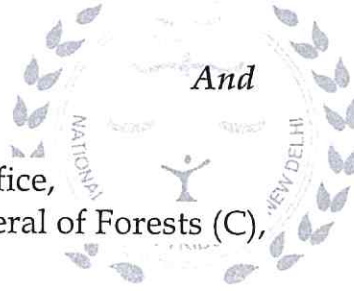 And
NATIONAL
NEW DELHI
fice,
eral of Forests (C),